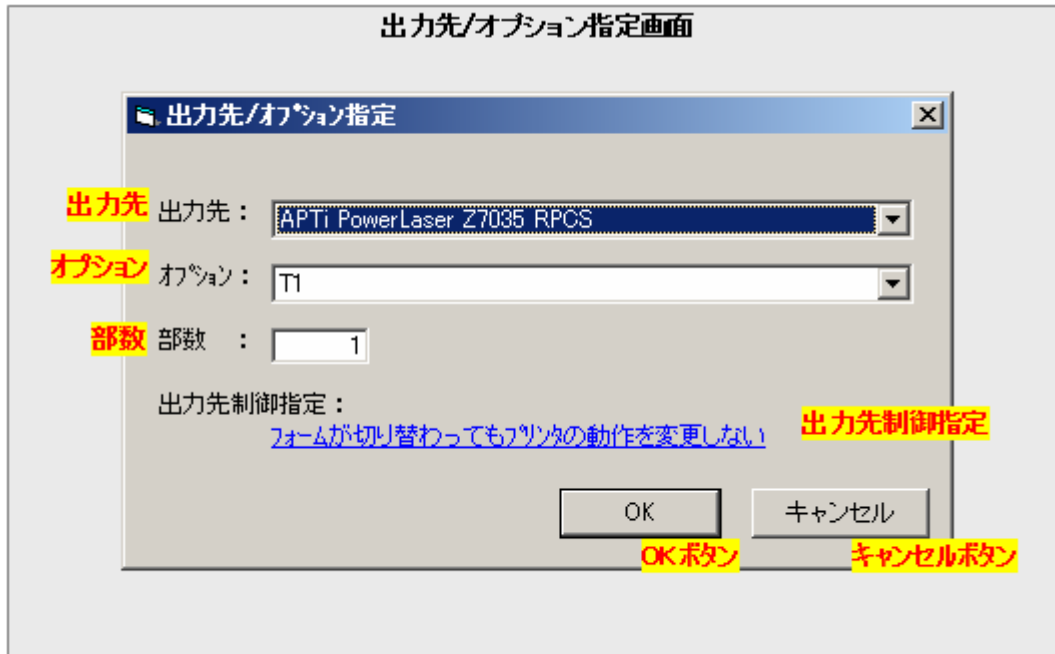 出力先/オプション指定画面
出力先/ｵﾌﾟｼｮﾝ指定
出力先 出力先： APTi PowerLaser Z7035 RPCS
オプション ｵﾌﾟｼｮﾝ： T1
部数 部数 ： 1
出力先制御指定：
ﾌｫｰﾑが切り替わってもﾌﾟﾘﾝﾀの動作を変更しない 出力先制御指定
OK キャンセル
OKボタン キャンセルボタン